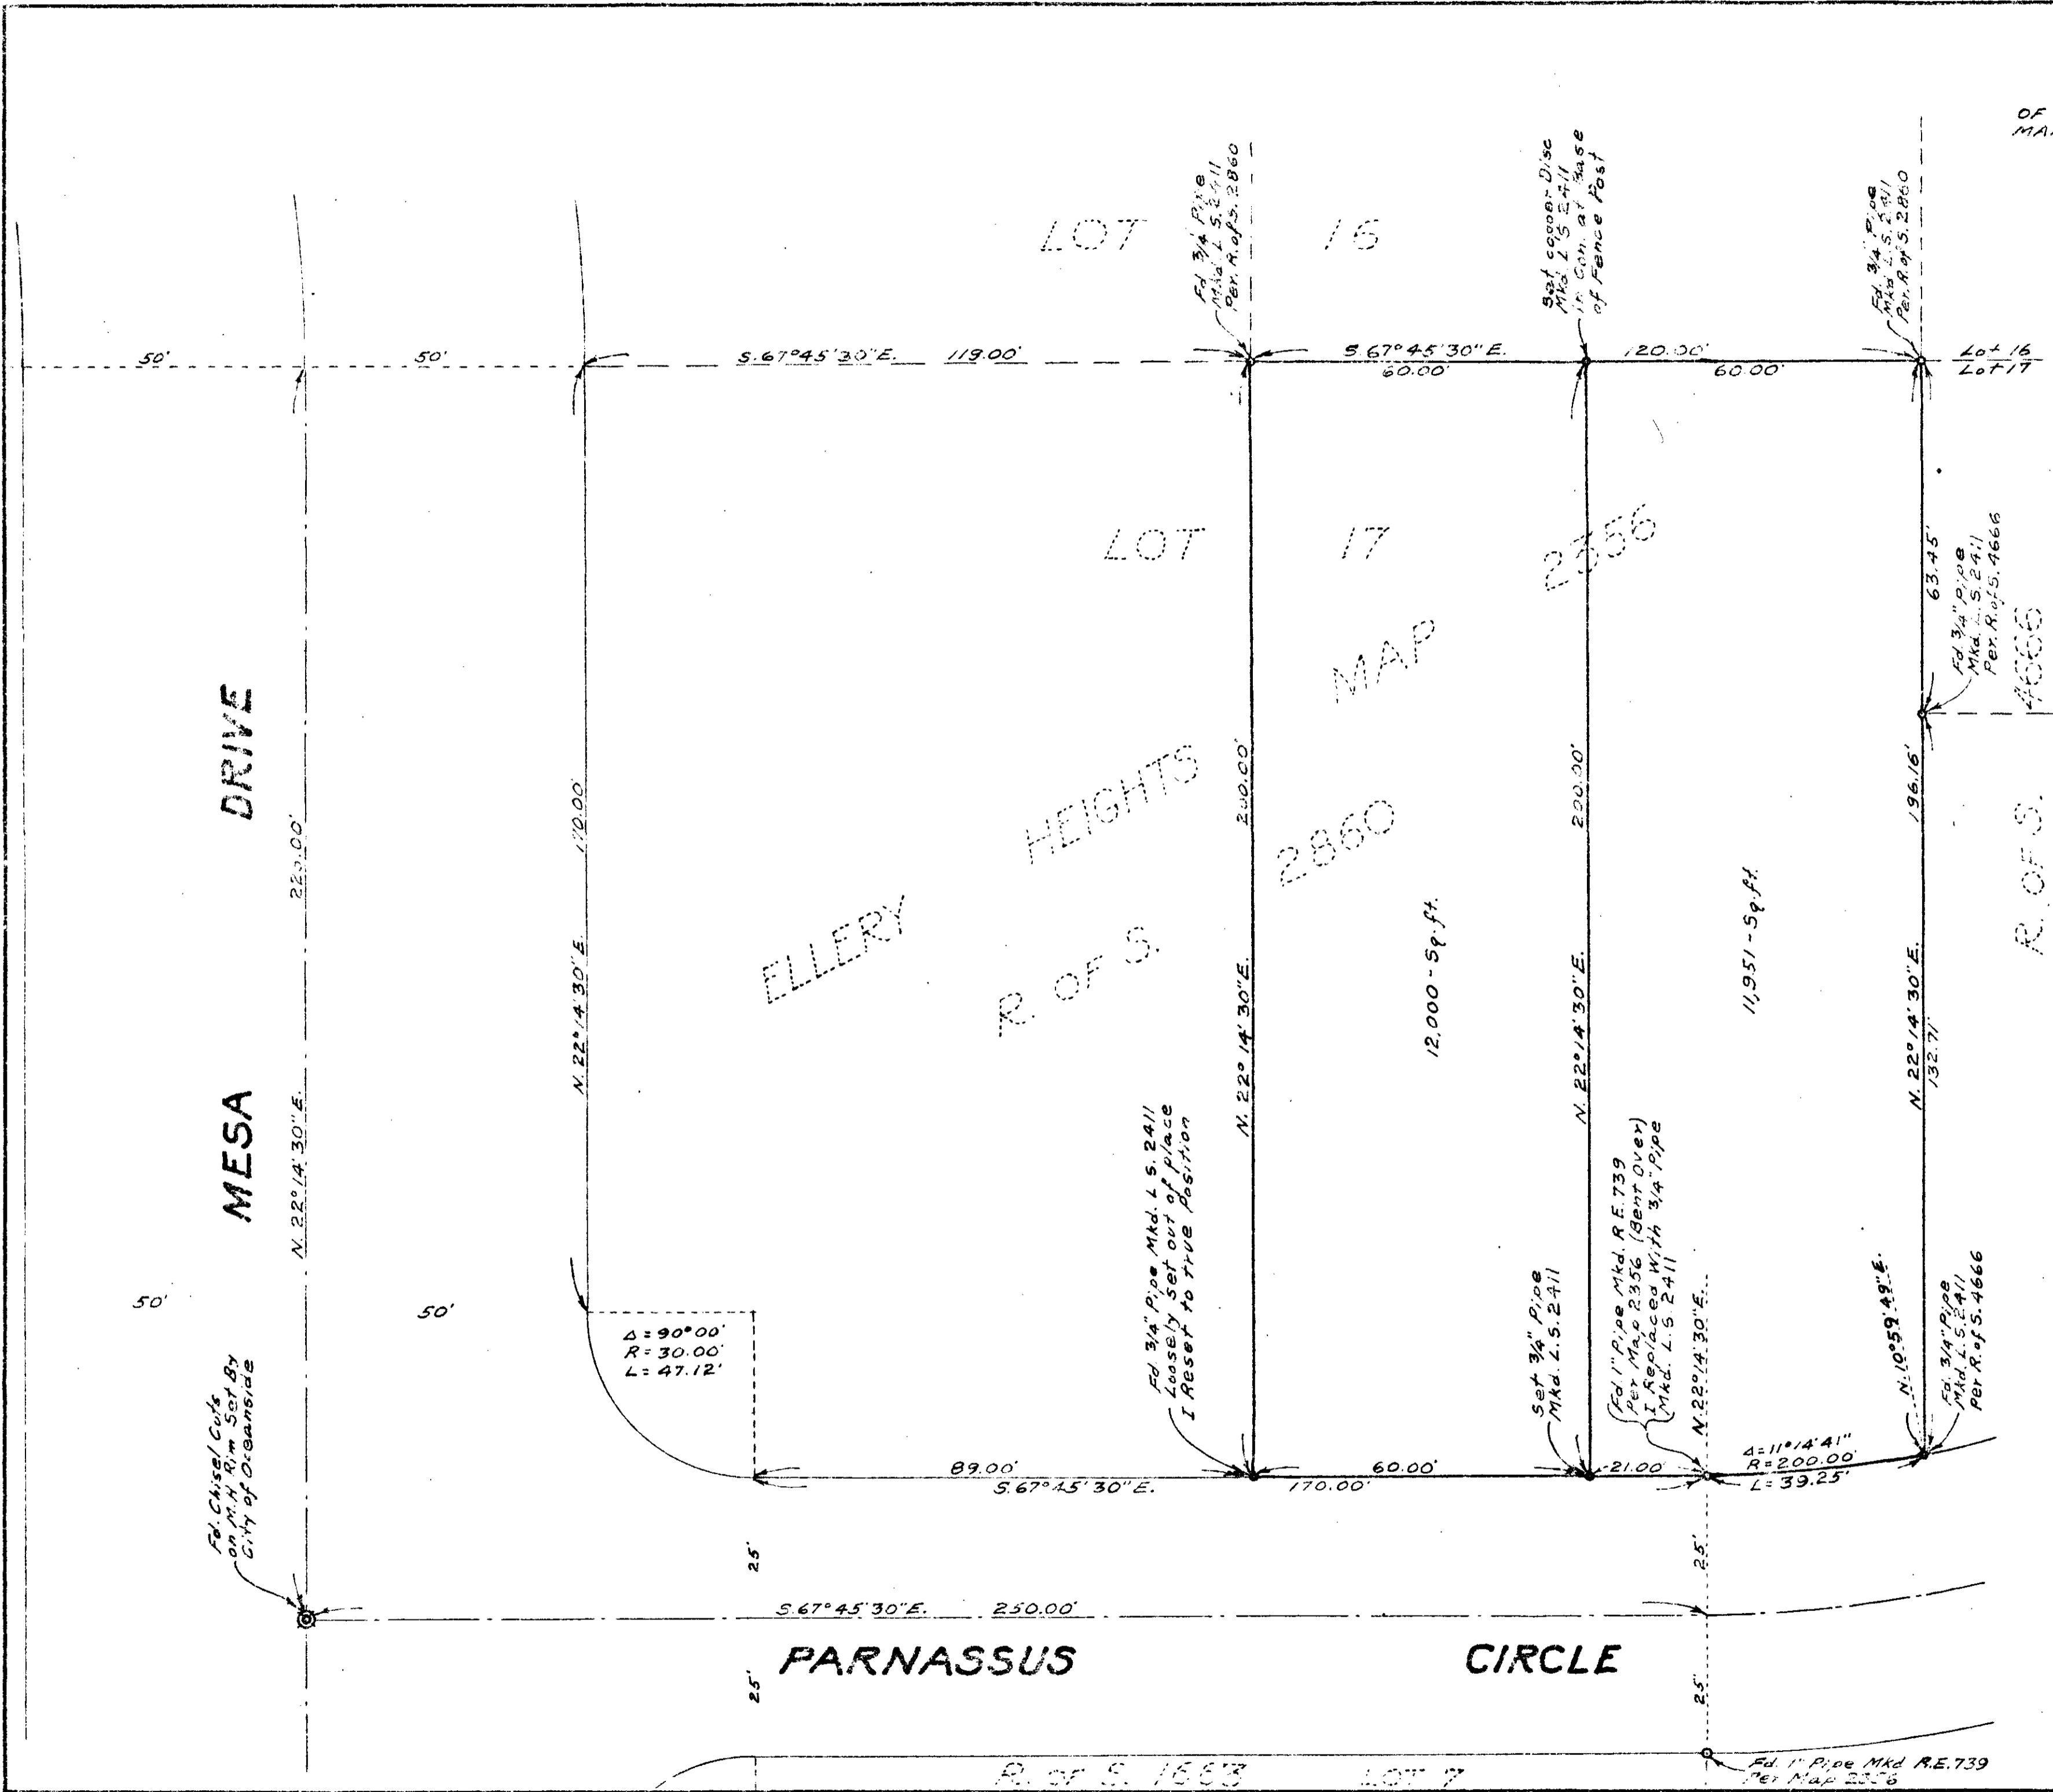 OF
MA
Fd. 3/4" Pipe
Mkd. L.S. 2411
Per. R. of S. 2860
Set copper Disc
Mkd. L S 2411
in Con. at Base
of Fence Post
Fd. 3/4" Pipe
Mkd L.S. 2411
Per. R. of S. 2860
LOT 16
50'
50'
S. 67° 45' 30" E. 119.00'
S. 67° 45' 30" E. 120.00'
60.00'
60.00'
Lot 16
Lot 17
LOT 17
2356
MAP
ELLERY HEIGHTS
R. OF S. 2860
63.45'
Fd. 3/4" Pipe
Mkd. L.S. 2411
Per. R. of S. 4666
R. OF S. 4666
MESA DRIVE
N. 22° 14' 30" E. 220.00'
N. 22° 14' 30" E. 170.00'
N. 22° 14' 30" E. 200.00'
12,000 - Sq. ft.
N. 22° 14' 30" E. 200.00'
11,951 - Sq. ft.
N. 22° 14' 30" E. 196.16'
132.71'
50'
50'
Δ = 90° 00'
R = 30.00'
L = 47.12'
Fd 3/4" Pipe Mkd. L S. 2411
Loosely set out of place
I Reset to true Position
Set 3/4" Pipe
Mkd. L.S. 2411
Fd. 1" Pipe Mkd. R E. 739
Per Map 2356 (Bent Over)
I Replaced With 3/4" Pipe
Mkd. L.S. 2411
N. 22° 14' 30" E.
N. 10° 59' 49" E.
Fd. 3/4" Pipe
Mkd. L.S. 2411
Per R. of S. 4666
Fd. Chisel Cuts
on M.H Rim Set By
City of Oceanside
89.00'
60.00'
21.00'
S. 67° 45' 30" E. 170.00'
Δ = 11° 14' 41"
R = 200.00'
L = 39.25'
25'
25'
S. 67° 45' 30" E. 250.00'
PARNASSUS CIRCLE
25'
25'
R. OF S. LOT 7
Fd. 1" Pipe Mkd R.E. 739
Per Map 2356